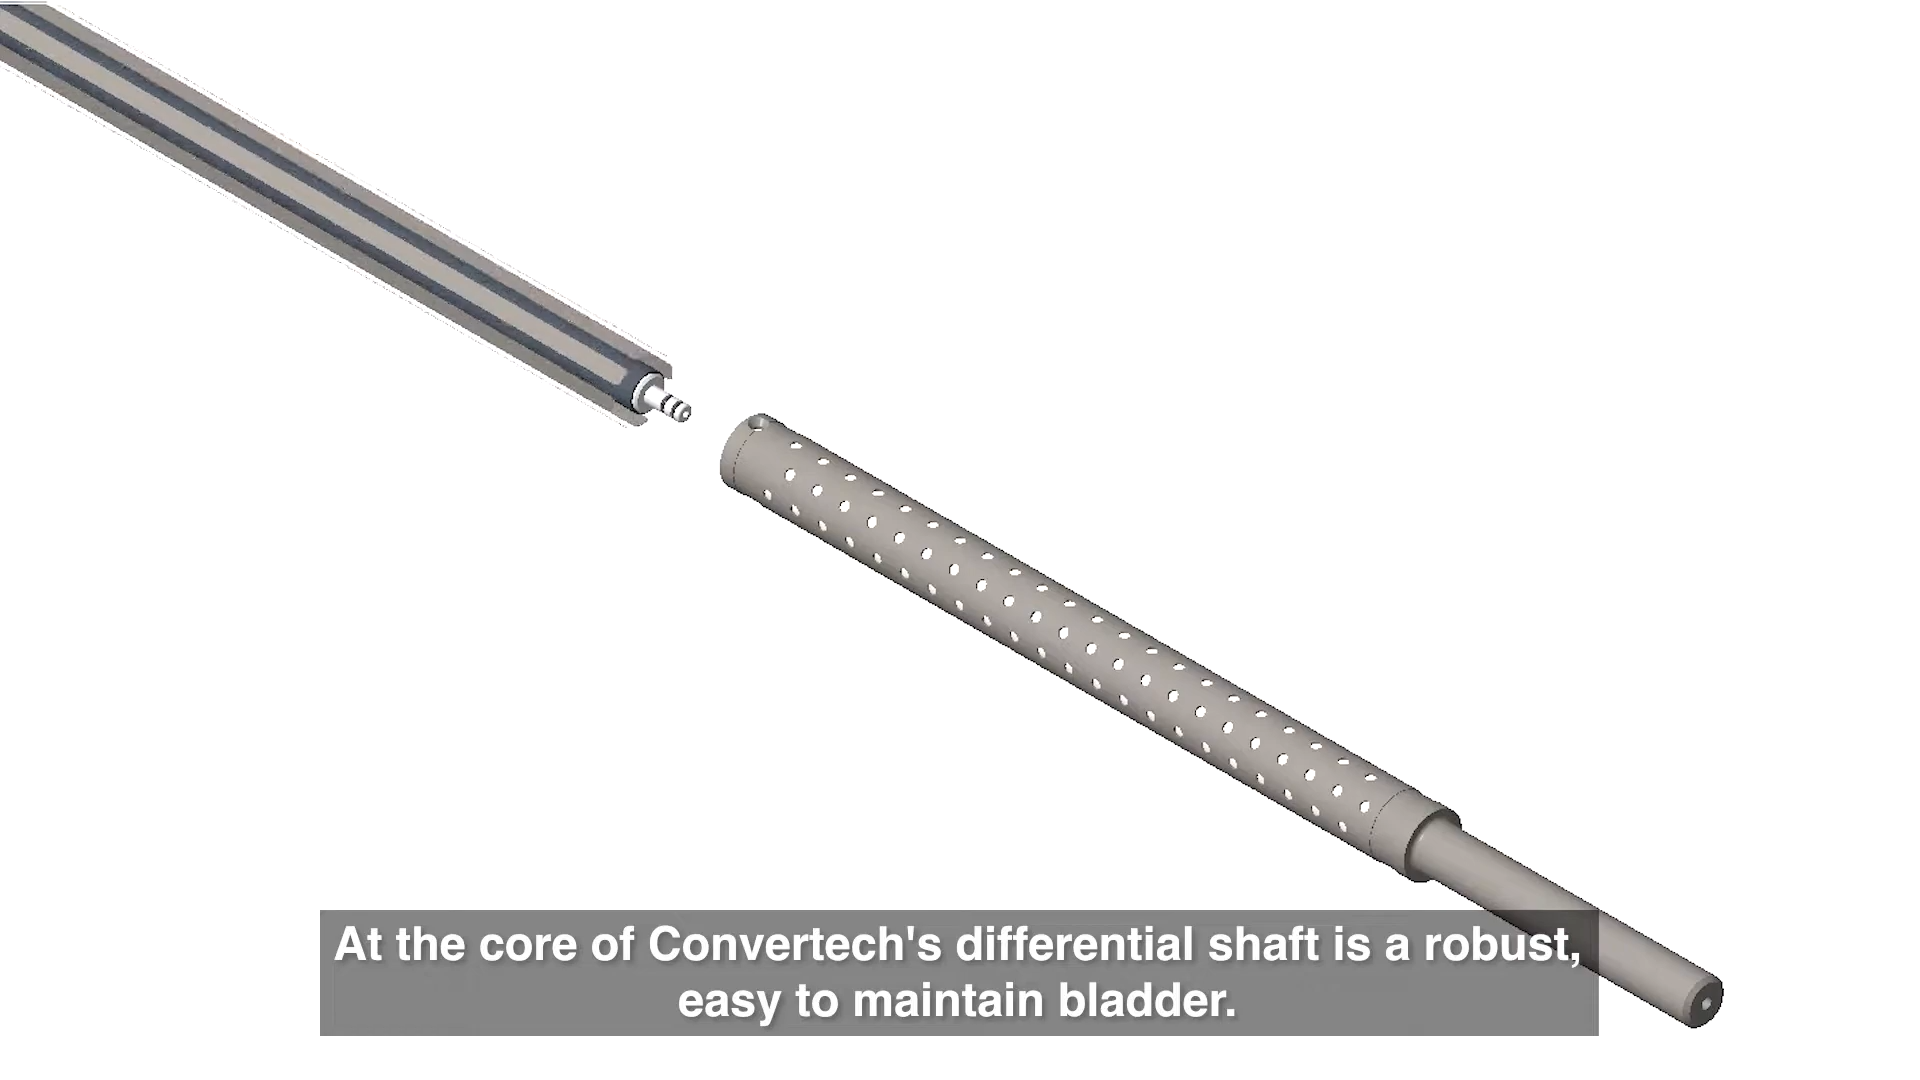 At the core of Convertech's differential shaft is a robust,
easy to maintain bladder.